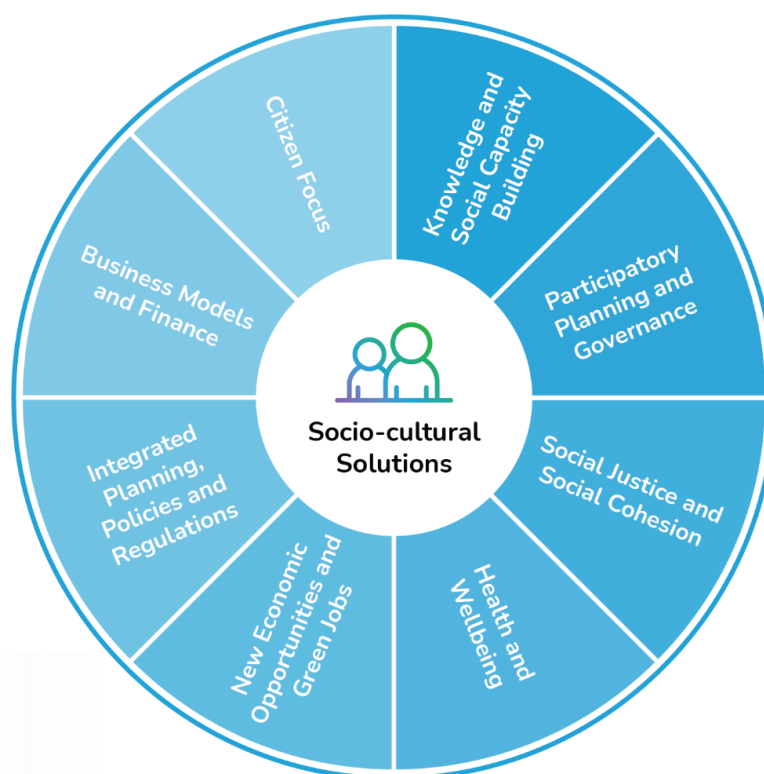 Knowledge and
Social Capacity
Building
Participatory
Planning and
Governance
Social Justice and
Social Cohesion
Health and
Wellbeing
New Economic
Opportunities and
Green Jobs
Integrated
Planning,
Policies and
Regulations
Business Models
and Finance
Citizen Focus
Socio-cultural
Solutions